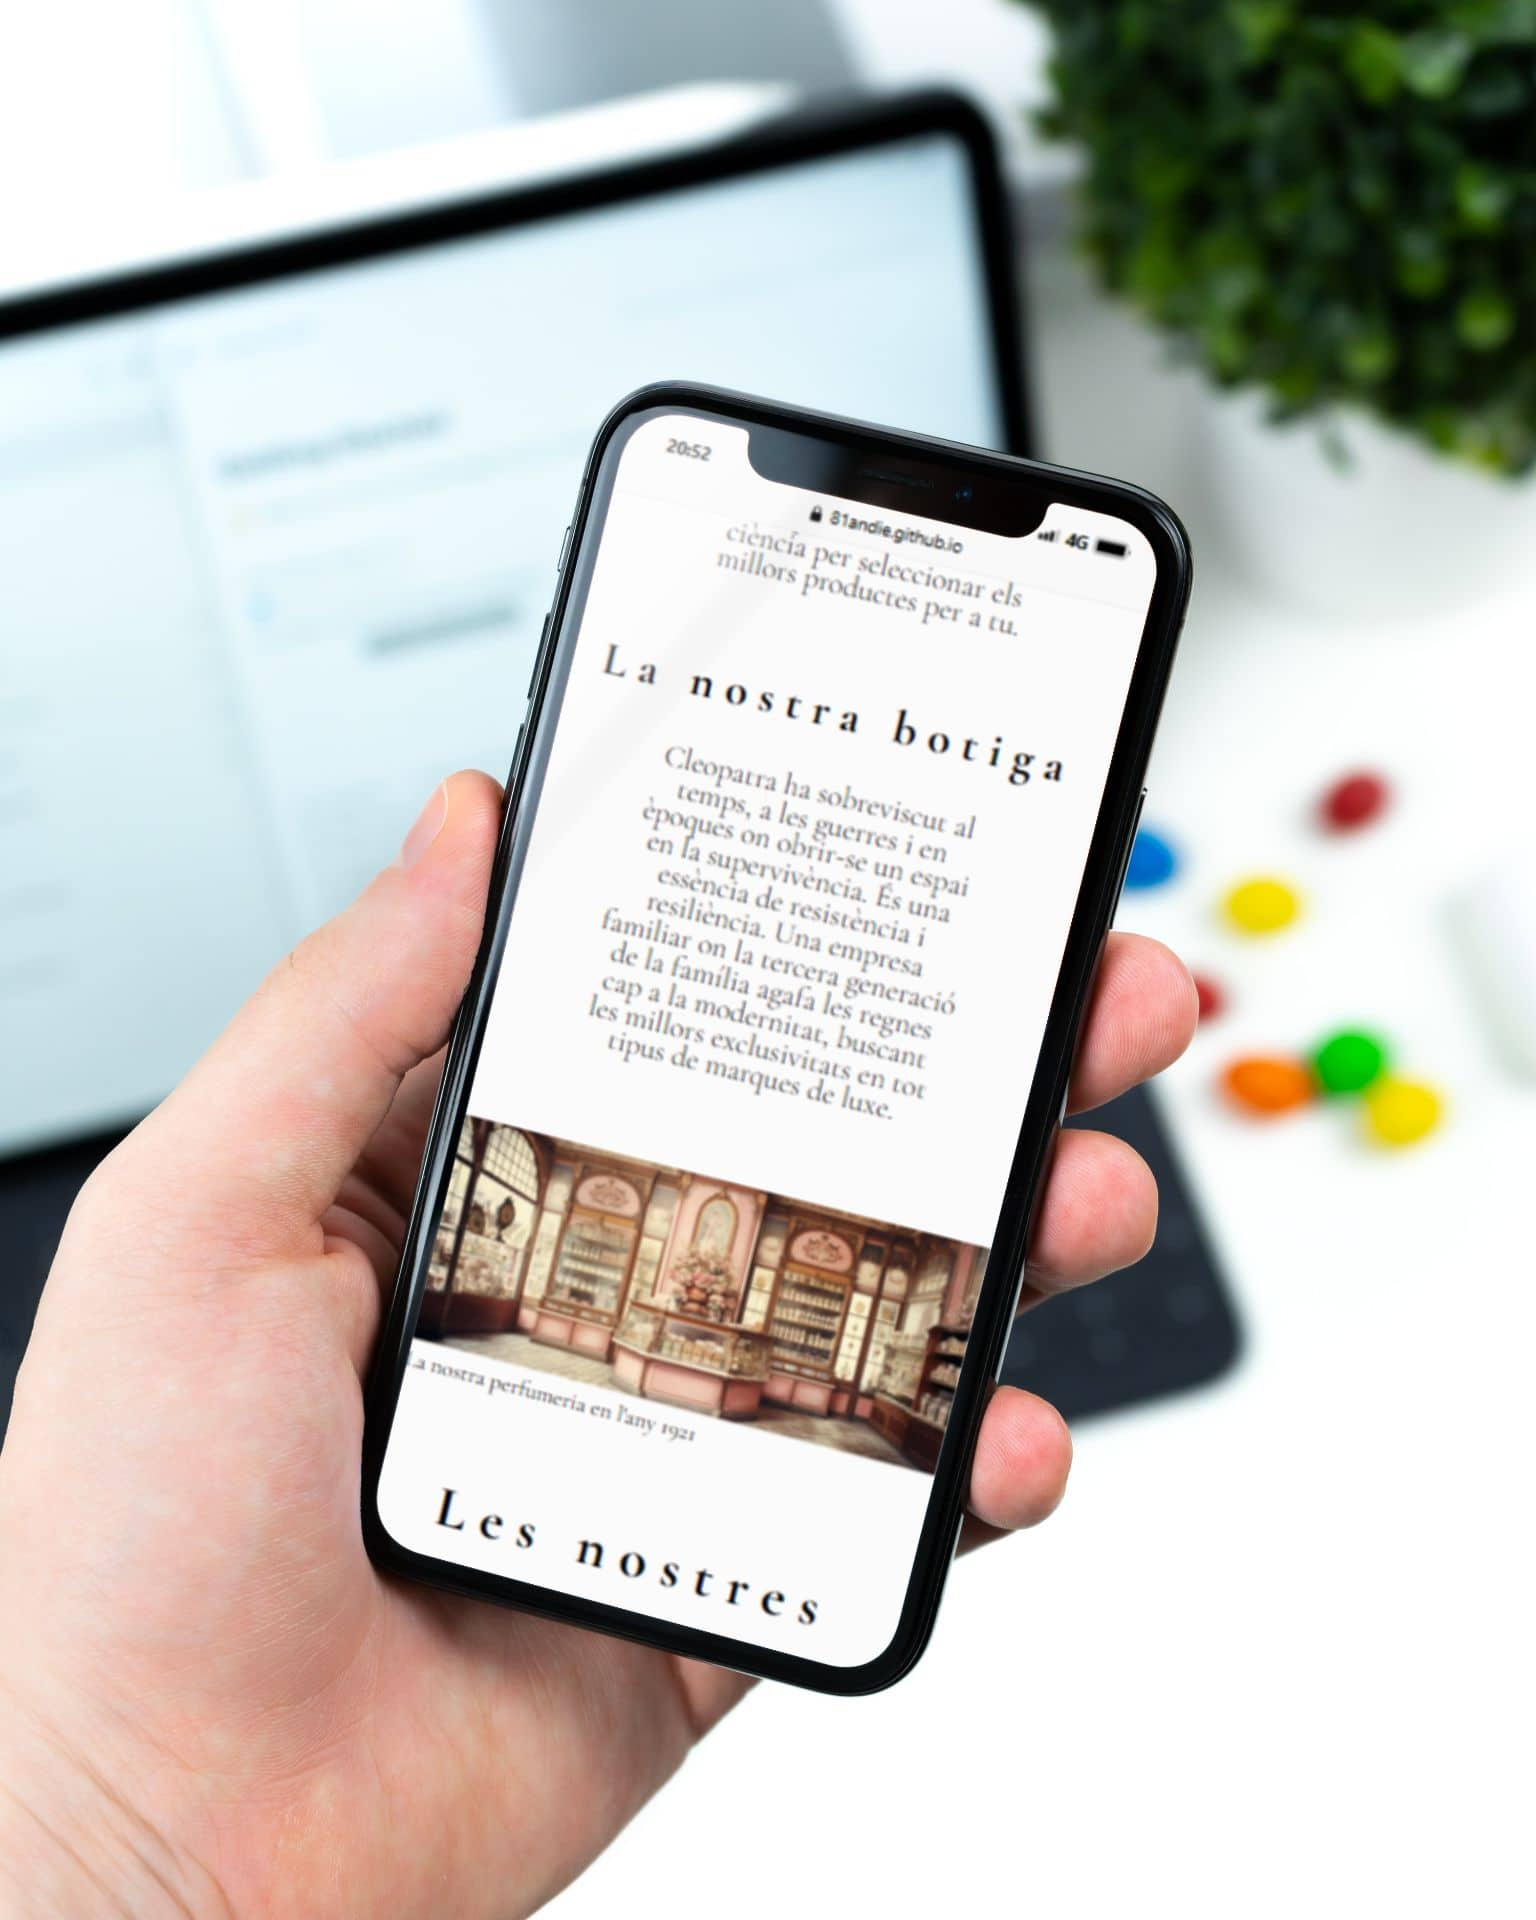 20:52
81andie.github.io
4G
ciència per seleccionar els
millors productes per a tu.
La nostra botiga
Cleopatra ha sobreviscut al
temps, a les guerres i en
èpoques on obrir-se un espai
en la supervivència. És una
essència de resistència i
resiliència. Una empresa
familiar on la tercera generació
de la família agafa les regnes
cap a la modernitat, buscant
les millors exclusivitats en tot
tipus de marques de luxe.
La nostra perfumeria en l'any 1921
Les nostres